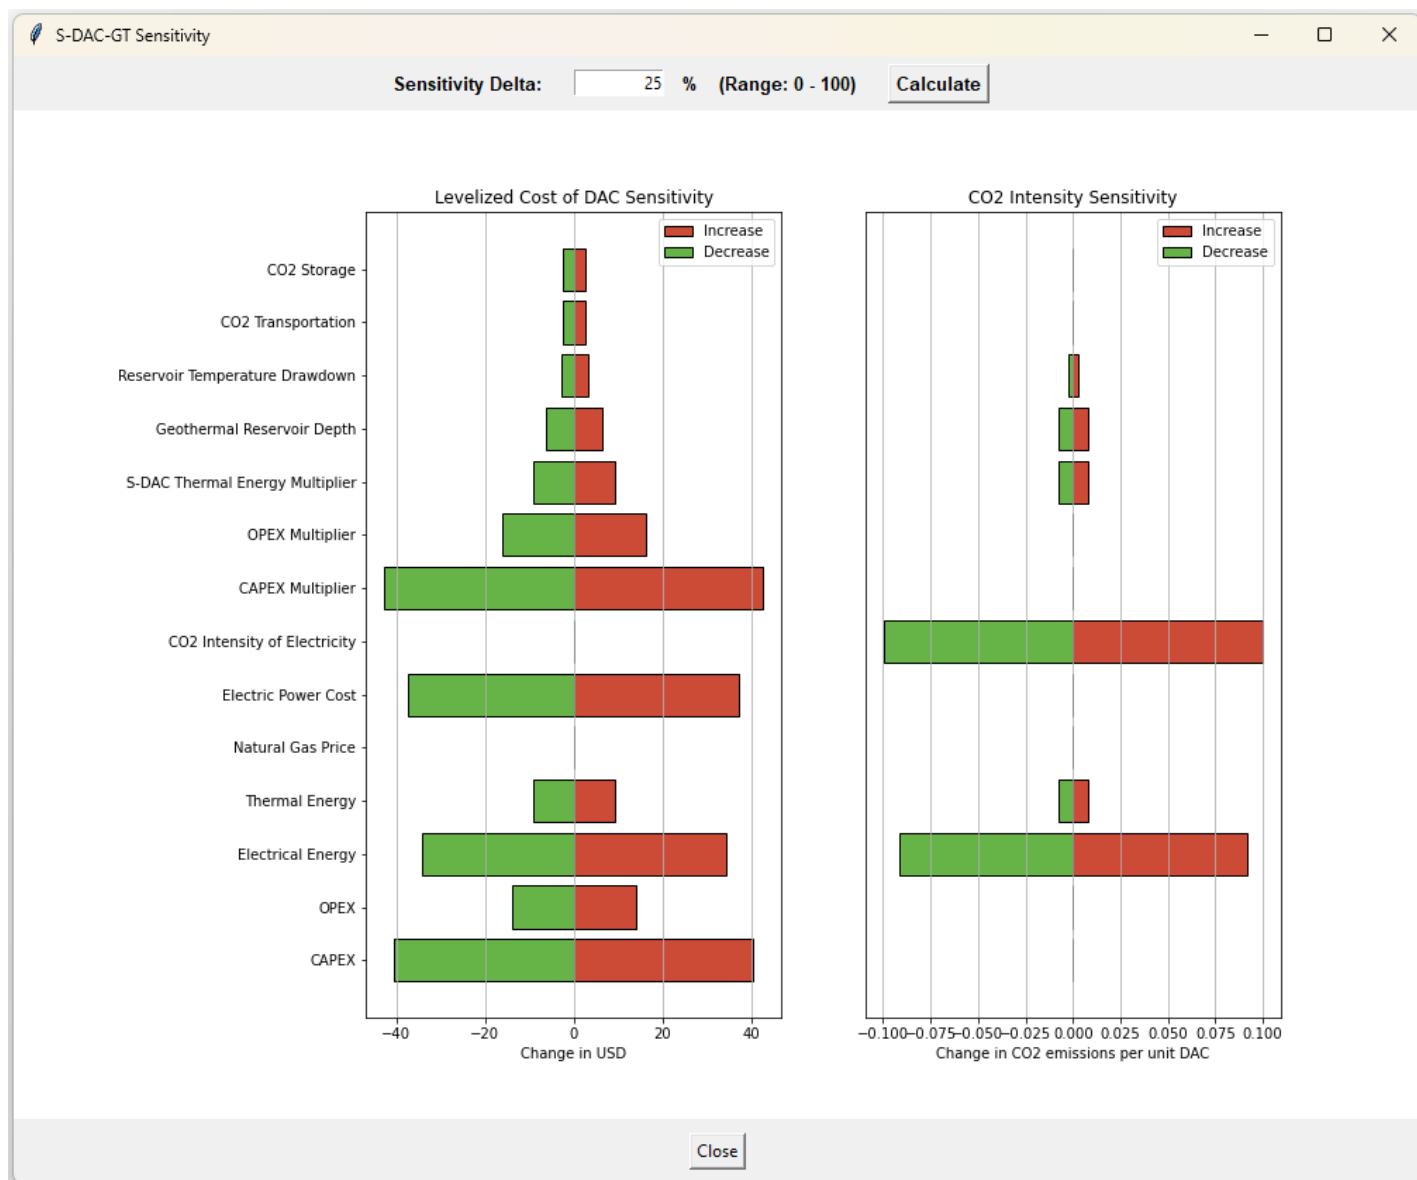 S-DAC-GT Sensitivity
Sensitivity Delta: 25 % (Range: 0 - 100) Calculate
Levelized Cost of DAC Sensitivity
Increase
Decrease
CO2 Storage
CO2 Transportation
Reservoir Temperature Drawdown
Geothermal Reservoir Depth
S-DAC Thermal Energy Multiplier
OPEX Multiplier
CAPEX Multiplier
CO2 Intensity of Electricity
Electric Power Cost
Natural Gas Price
Thermal Energy
Electrical Energy
OPEX
CAPEX
−40 −20 0 20 40
Change in USD
CO2 Intensity Sensitivity
Increase
Decrease
−0.100 −0.075 −0.050 −0.025 0.000 0.025 0.050 0.075 0.100
Change in CO2 emissions per unit DAC
Close